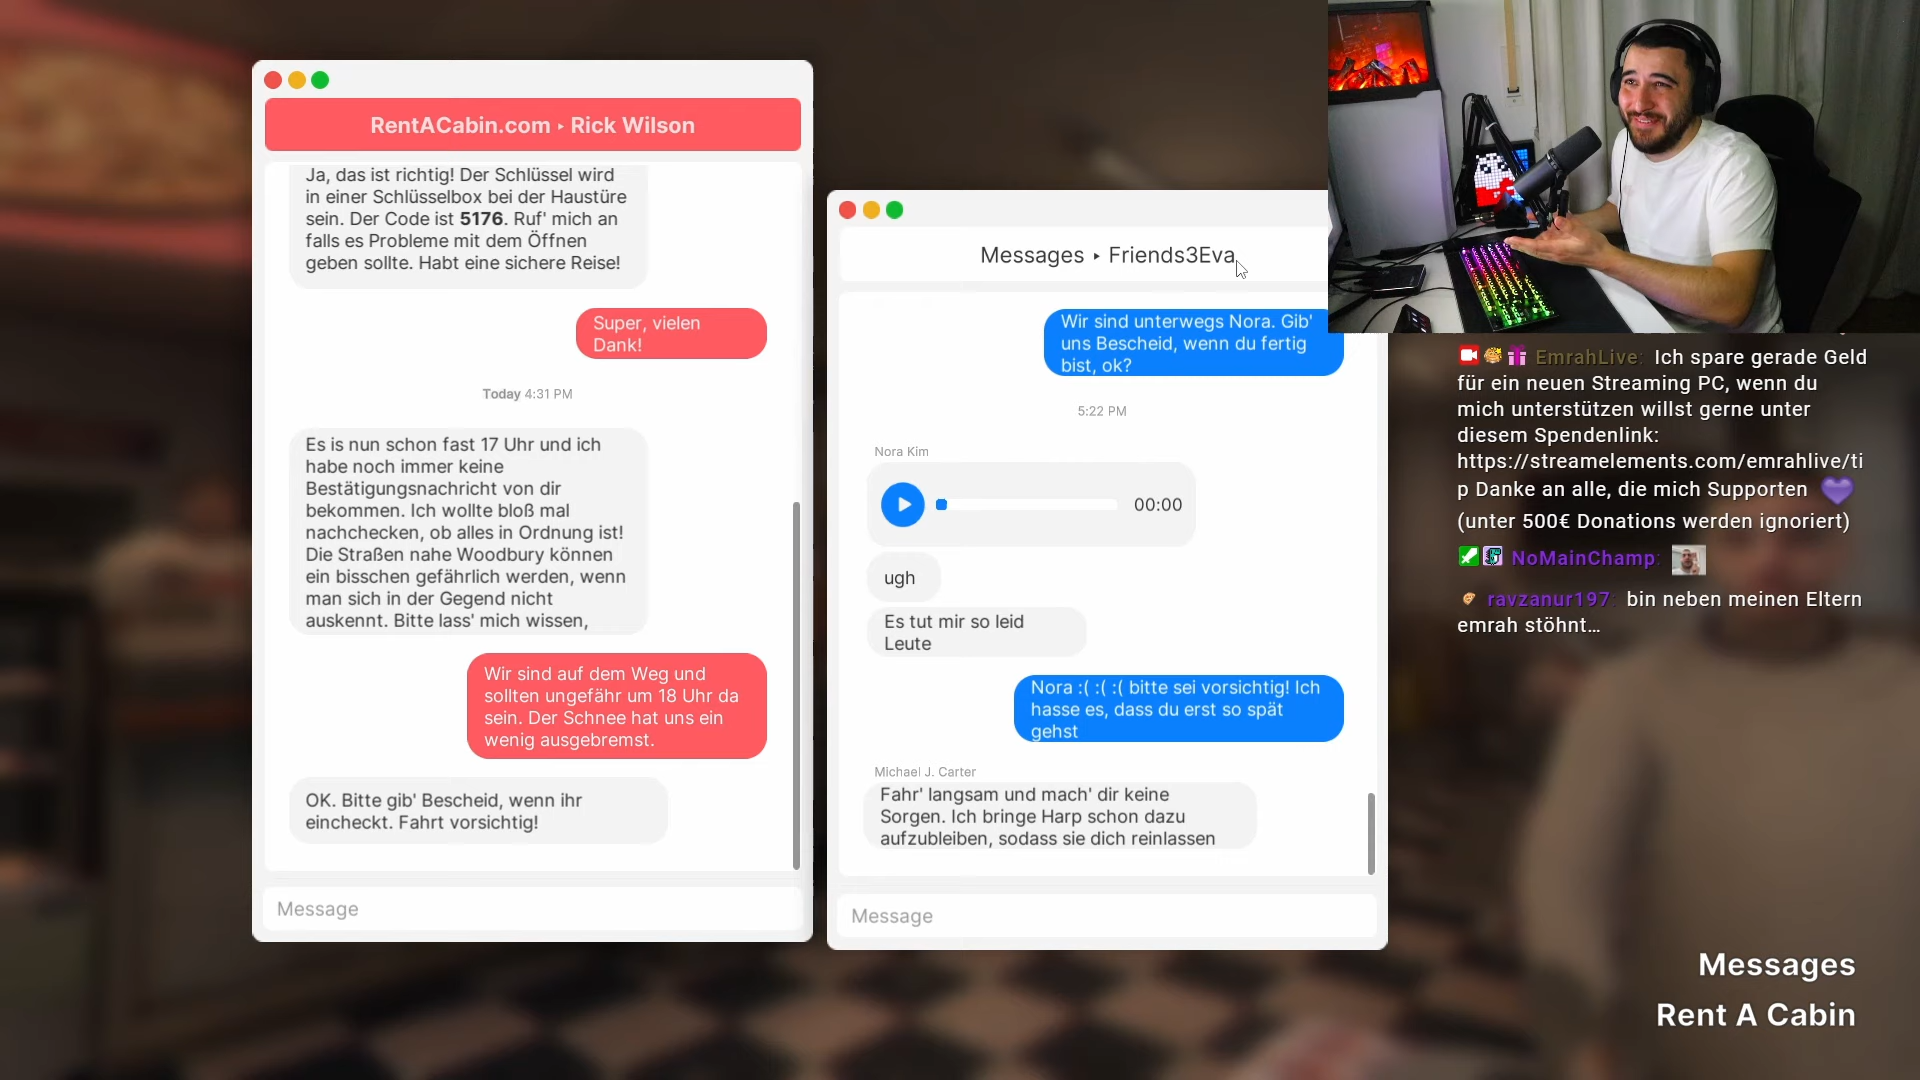 RentACabin.com ▸ Rick Wilson
Ja, das ist richtig! Der Schlüssel wird
in einer Schlüsselbox bei der Haustüre
sein. Der Code ist 5176. Ruf' mich an
falls es Probleme mit dem Öffnen
geben sollte. Habt eine sichere Reise!
Super, vielen
Dank!
Today 4:31 PM
Es is nun schon fast 17 Uhr und ich
habe noch immer keine
Bestätigungsnachricht von dir
bekommen. Ich wollte bloß mal
nachchecken, ob alles in Ordnung ist!
Die Straßen nahe Woodbury können
ein bisschen gefährlich werden, wenn
man sich in der Gegend nicht
auskennt. Bitte lass' mich wissen,
Wir sind auf dem Weg und
sollten ungefähr um 18 Uhr da
sein. Der Schnee hat uns ein
wenig ausgebremst.
OK. Bitte gib' Bescheid, wenn ihr
eincheckt. Fahrt vorsichtig!
Message
Messages ▸ Friends3Eva
Wir sind unterwegs Nora. Gib'
uns Bescheid, wenn du fertig
bist, ok?
5:22 PM
Nora Kim
00:00
ugh
Es tut mir so leid
Leute
Nora :( :( :( bitte sei vorsichtig! Ich
hasse es, dass du erst so spät
gehst
Michael J. Carter
Fahr' langsam und mach' dir keine
Sorgen. Ich bringe Harp schon dazu
aufzubleiben, sodass sie dich reinlassen
Message
EmrahLive: Ich spare gerade Geld
für ein neuen Streaming PC, wenn du
mich unterstützen willst gerne unter
diesem Spendenlink:
https://streamelements.com/emrahlive/ti
p Danke an alle, die mich Supporten
(unter 500€ Donations werden ignoriert)
NoMainChamp:
ravzanur197: bin neben meinen Eltern
emrah stöhnt…
Messages
Rent A Cabin